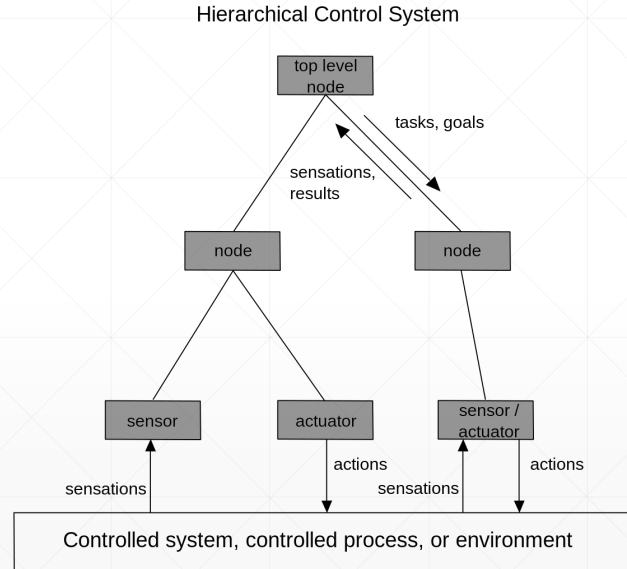 Hierarchical Control System
top level
node
tasks, goals
sensations,
results
node
node
sensor
actuator
sensor /
actuator
actions
actions
sensations
sensations
Controlled system, controlled process, or environment